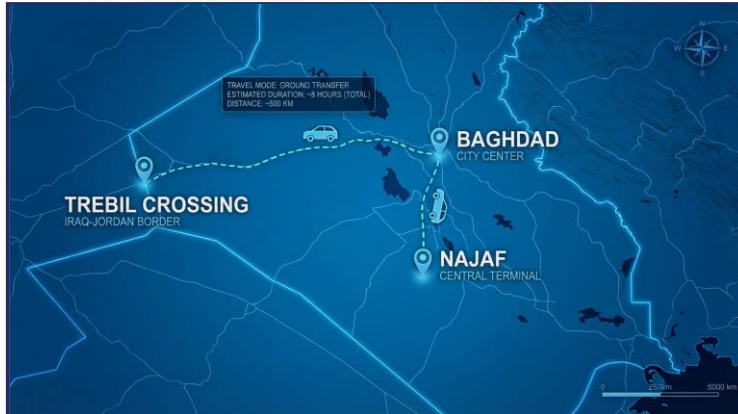 N
W
E
S
TRAVEL MODE: GROUND TRANSFER
ESTIMATED DURATION: ~8 HOURS (TOTAL)
DISTANCE: ~500 KM
BAGHDAD
CITY CENTER
TREBIL CROSSING
IRAQ-JORDAN BORDER
NAJAF
CENTRAL TERMINAL
0 250km 5000 km